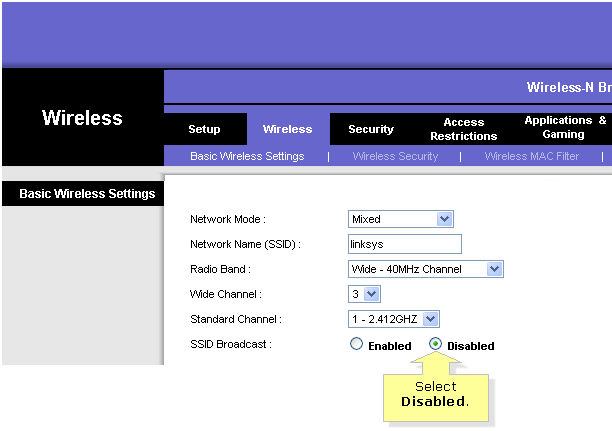 Wireless-N Br
Wireless
Setup Wireless Security Access Restrictions Applications & Gaming
Basic Wireless Settings | Wireless Security | Wireless MAC Filter |
Basic Wireless Settings
Network Mode : Mixed
Network Name (SSID) : linksys
Radio Band : Wide - 40MHz Channel
Wide Channel : 3
Standard Channel : 1 - 2.412GHZ
SSID Broadcast : Enabled Disabled
Select
Disabled.